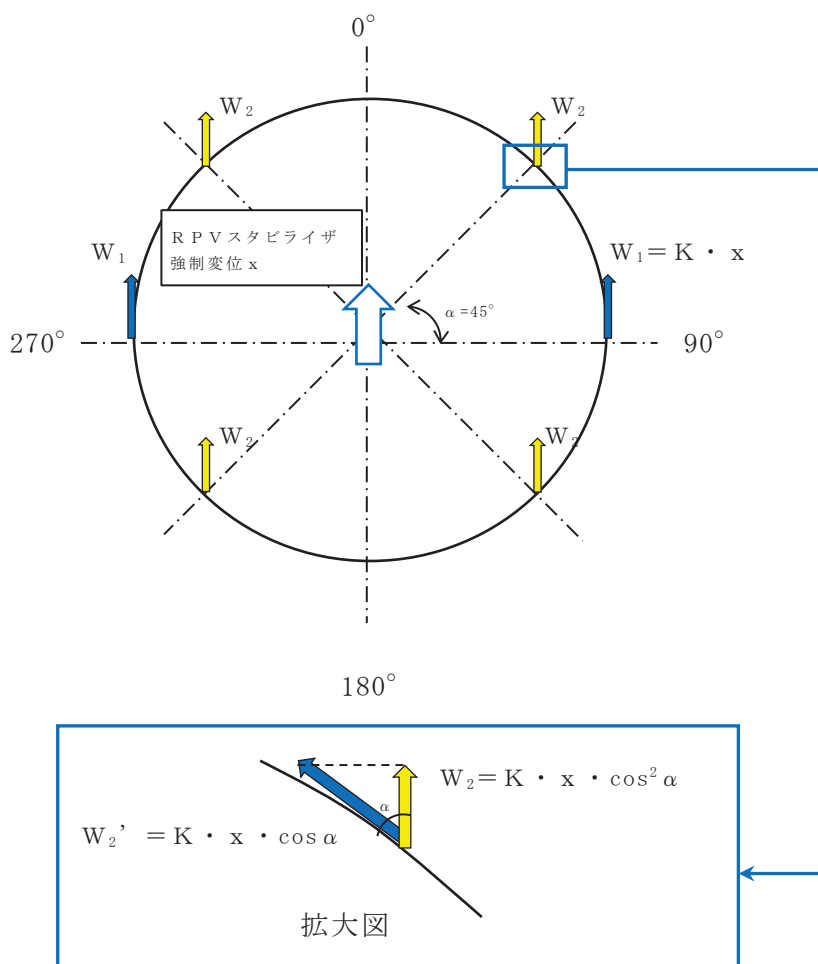 0°
W₂
W₂
RPVスタビライザ
強制変位x
W₁
W₁=K・x
α=45°
270°
90°
W₂
W₂
180°
W₂=K・x・cos²α
α
W₂’=K・x・cosα
拡大図